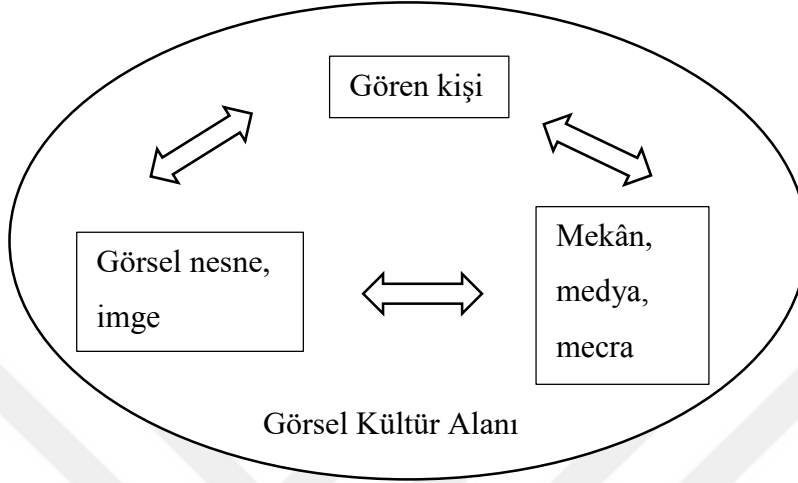 Gören kişi
Görsel nesne,
imge
Mekân,
medya,
mecra
Görsel Kültür Alanı